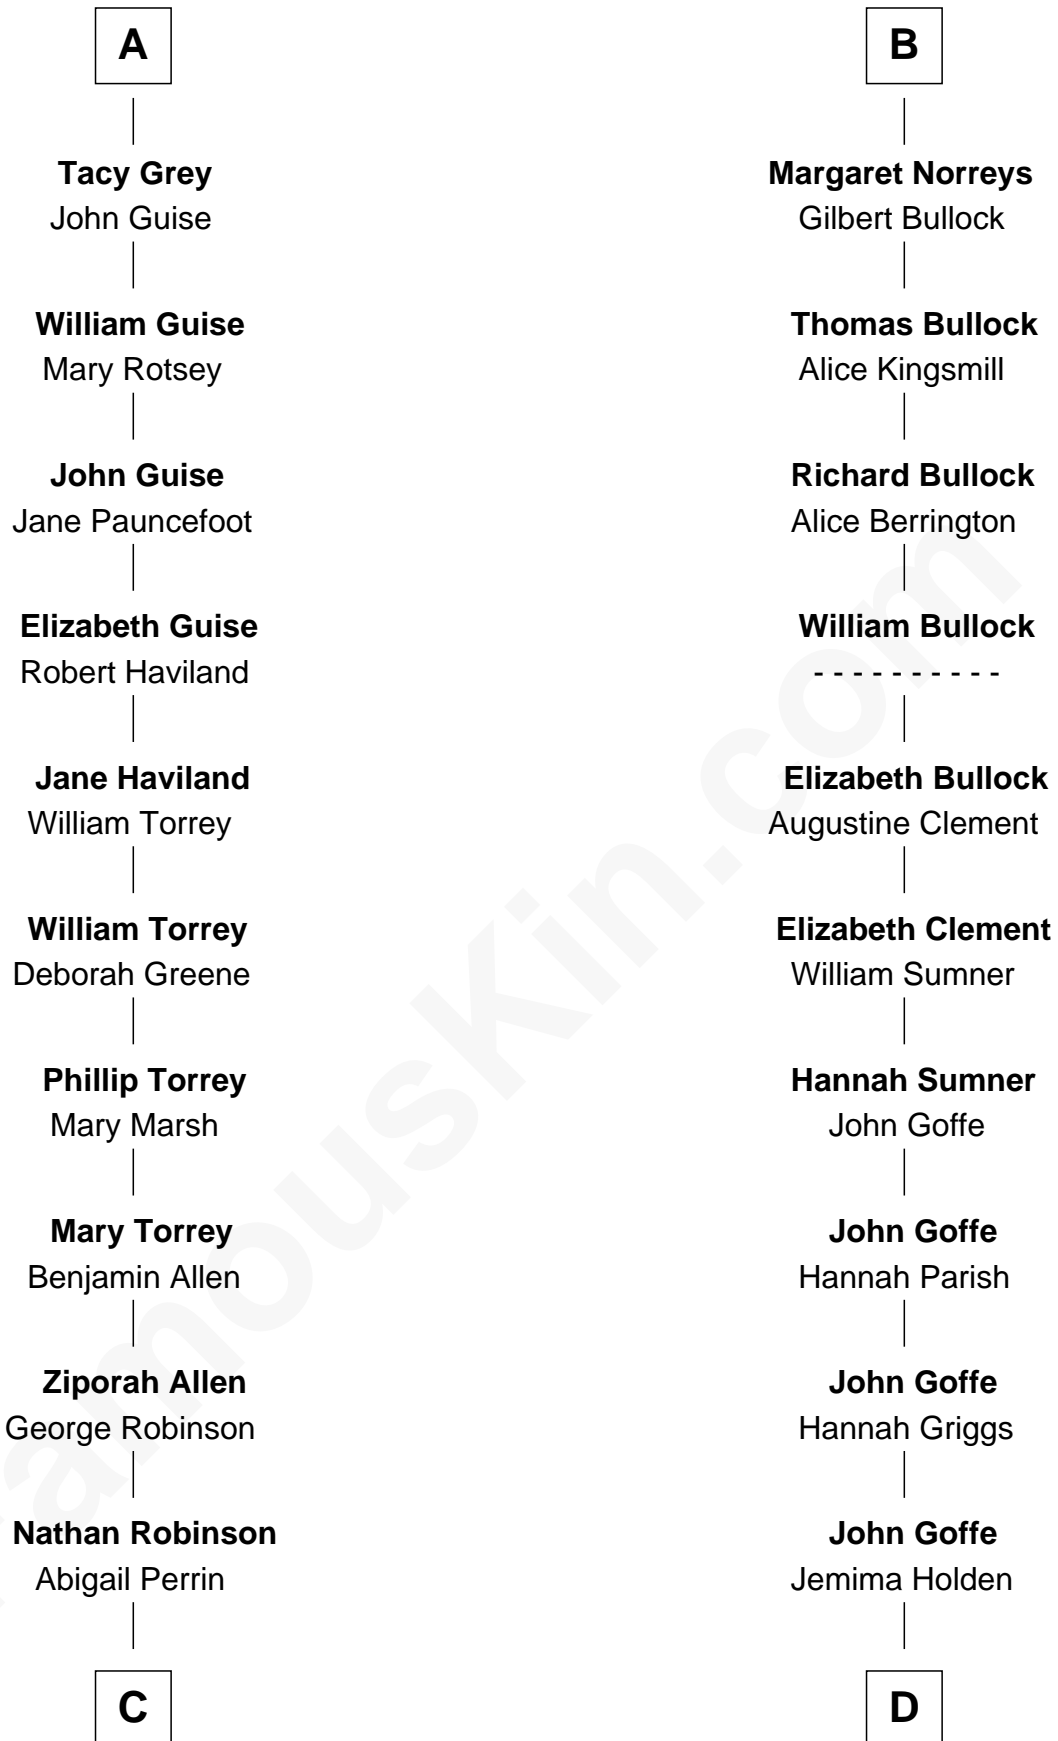 A
Tacy Grey
John Guise
William Guise
Mary Rotsey
John Guise
Jane Pauncefoot
Elizabeth Guise
Robert Haviland
Jane Haviland
William Torrey
William Torrey
Deborah Greene
Phillip Torrey
Mary Marsh
Mary Torrey
Benjamin Allen
Ziporah Allen
George Robinson
Nathan Robinson
Abigail Perrin
C
B
Margaret Norreys
Gilbert Bullock
Thomas Bullock
Alice Kingsmill
Richard Bullock
Alice Berrington
William Bullock
- - - - - - - - - -
Elizabeth Bullock
Augustine Clement
Elizabeth Clement
William Sumner
Hannah Sumner
John Goffe
John Goffe
Hannah Parish
John Goffe
Hannah Griggs
John Goffe
Jemima Holden
D
FamousKin.com